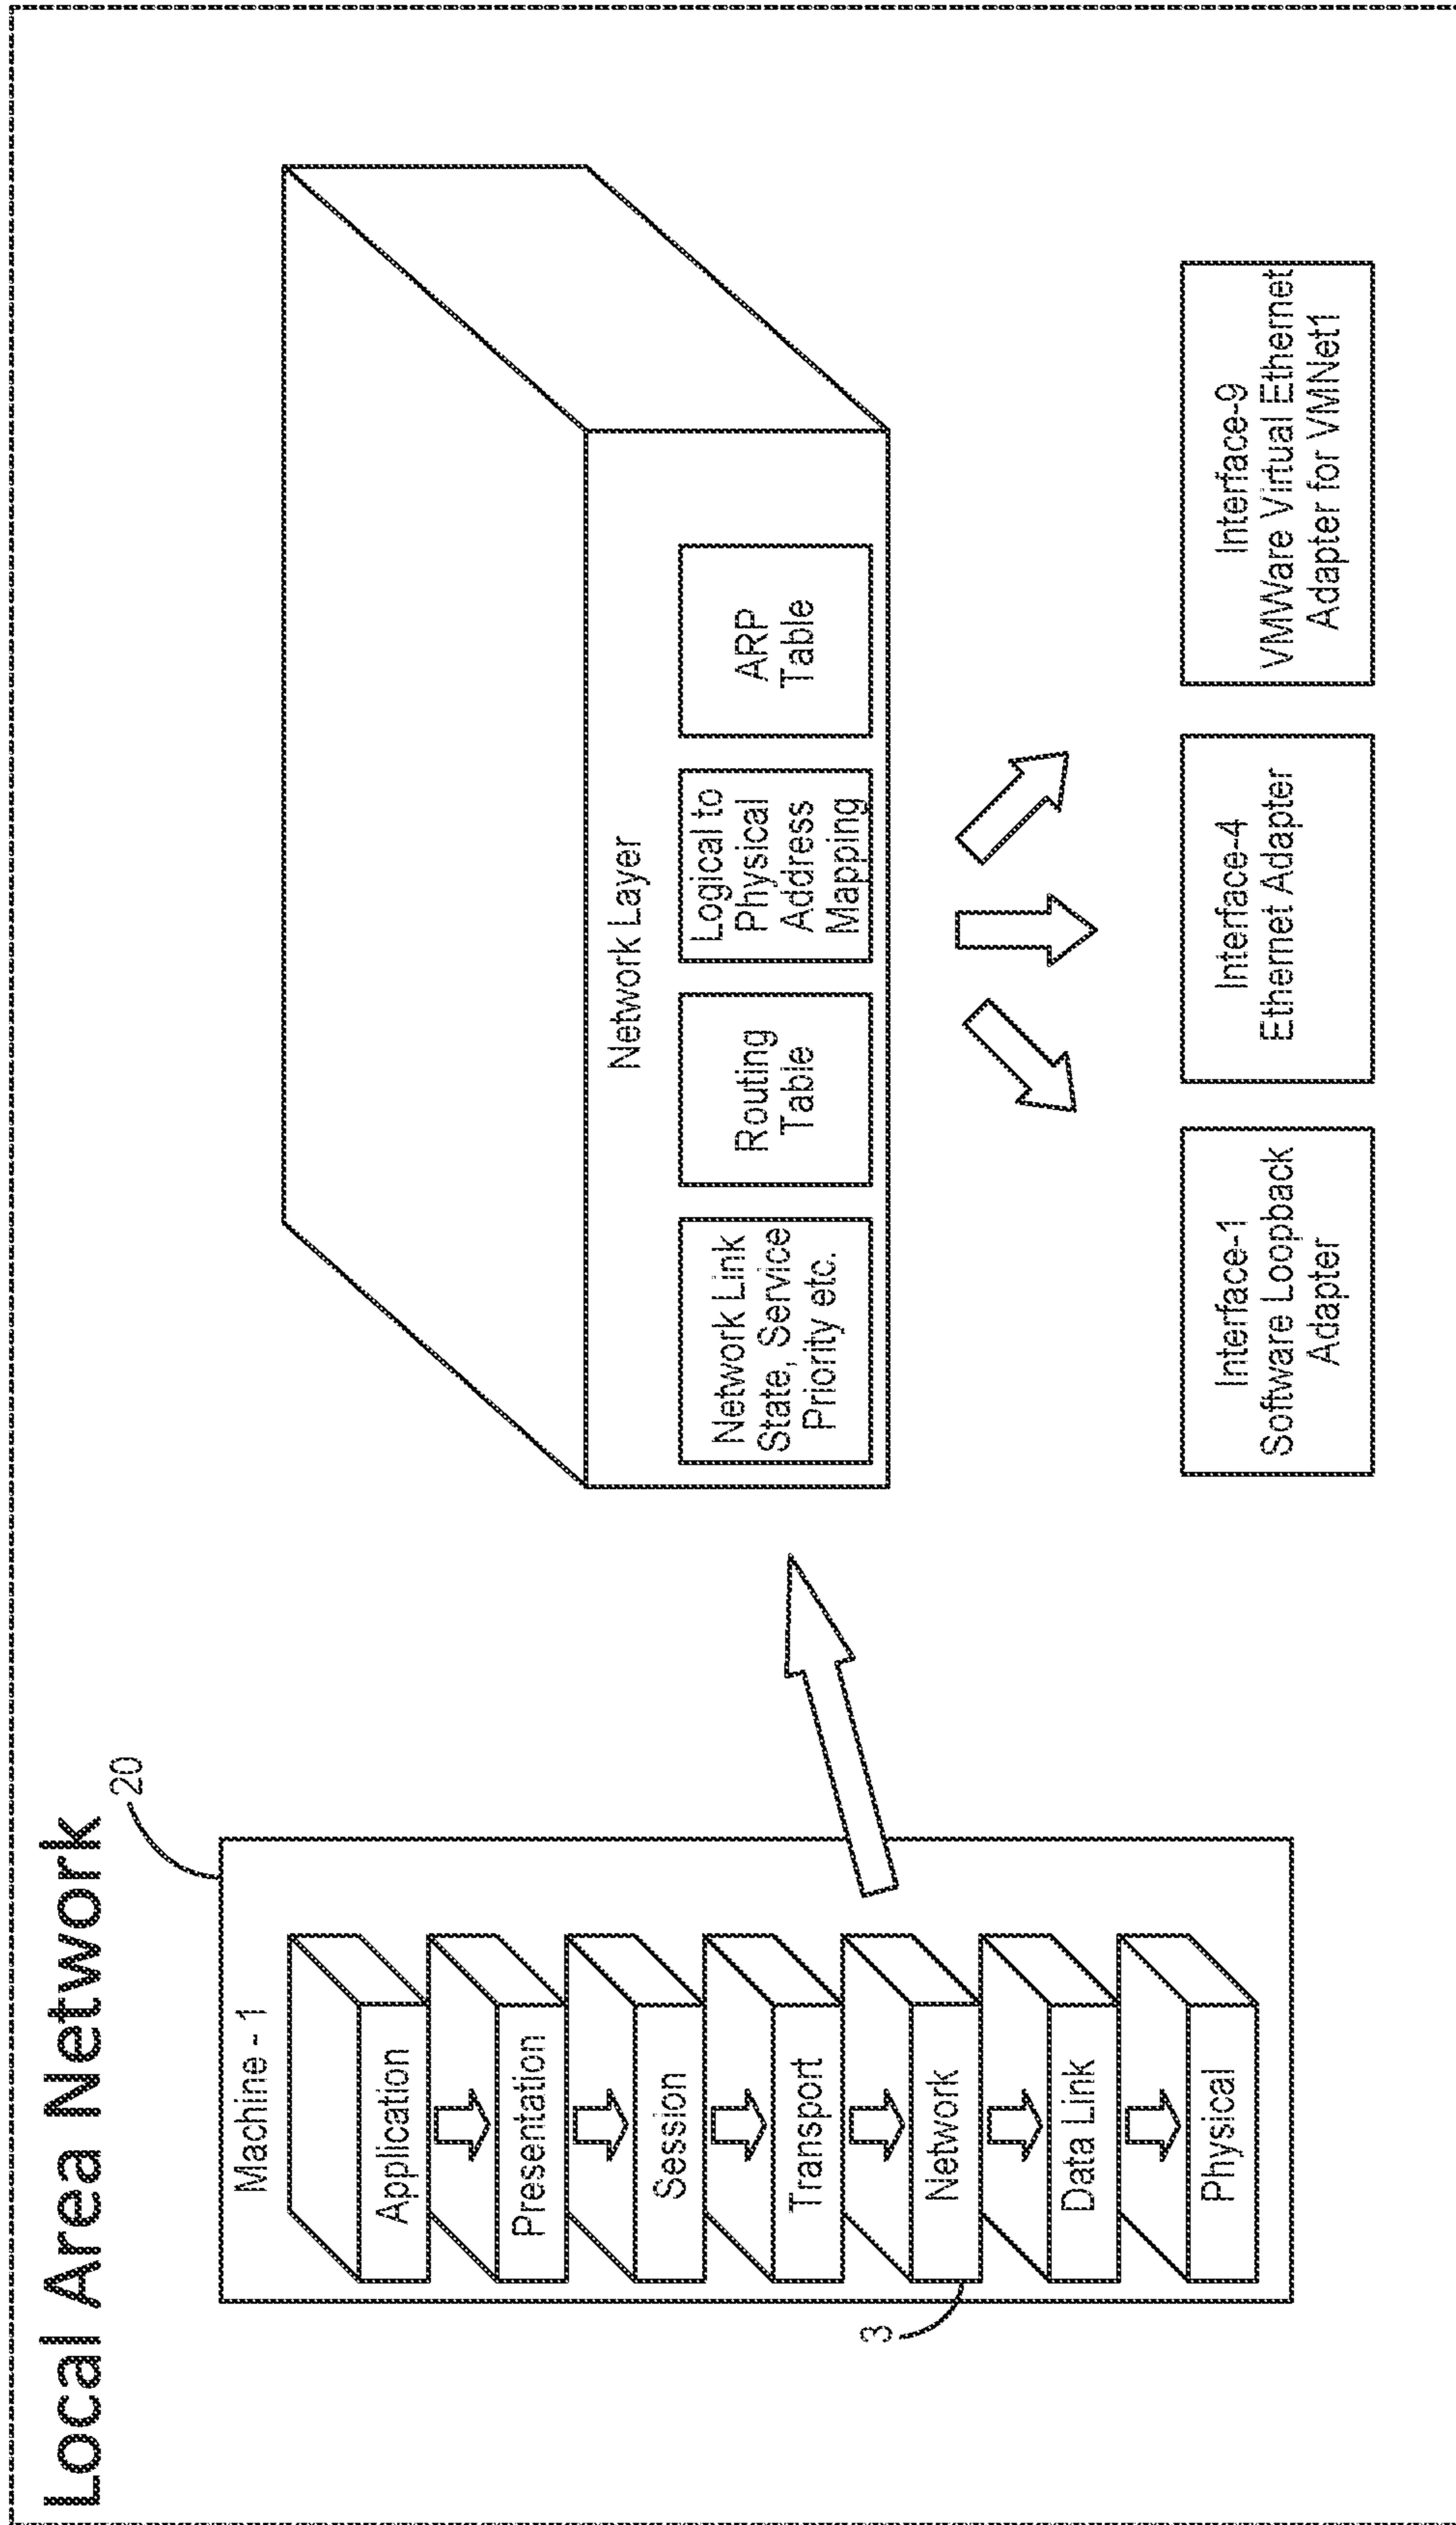 Local Area Network
20
Machine - 1
Application
Presentation
Session
Transport
Network
Data Link
Physical
3
Network Layer
Network Link
State, Service
Priority etc.
Routing
Table
Logical to
Physical
Address
Mapping
ARP
Table
Interface-1
Software Loopback
Adapter
Interface-4
Ethernet Adapter
Interface-9
VMWare Virtual Ethernet
Adapter for VMNet1